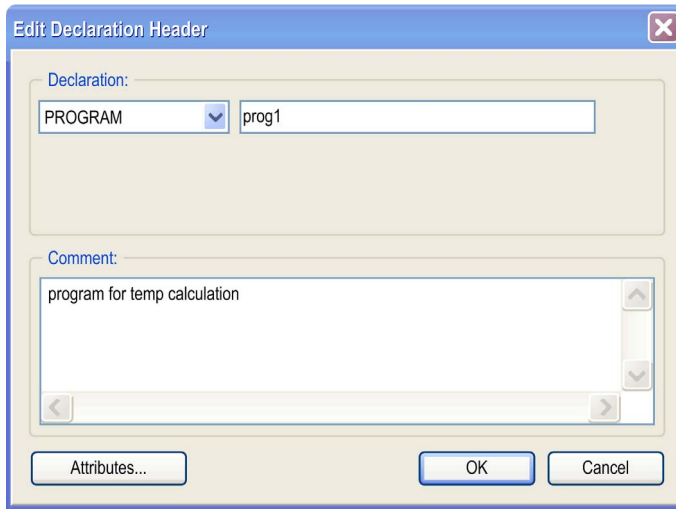 Edit Declaration Header
Declaration:
PROGRAM prog1
Comment:
program for temp calculation
Attributes... OK Cancel